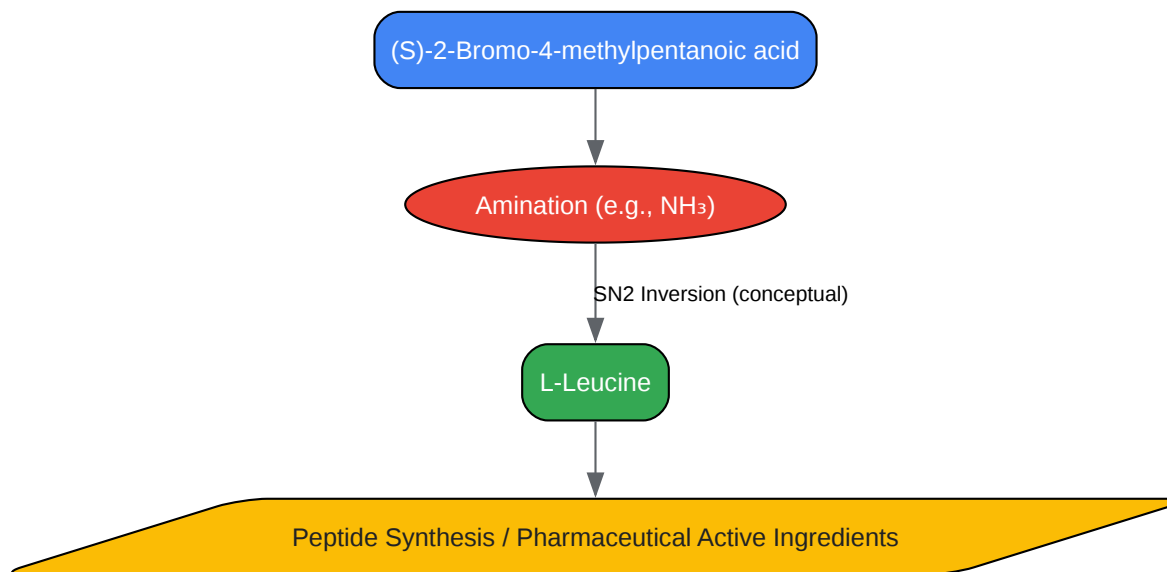 (S)-2-Bromo-4-methylpentanoic acid
Amination (e.g., NH₃)
SN2 Inversion (conceptual)
L-Leucine
Peptide Synthesis / Pharmaceutical Active Ingredients